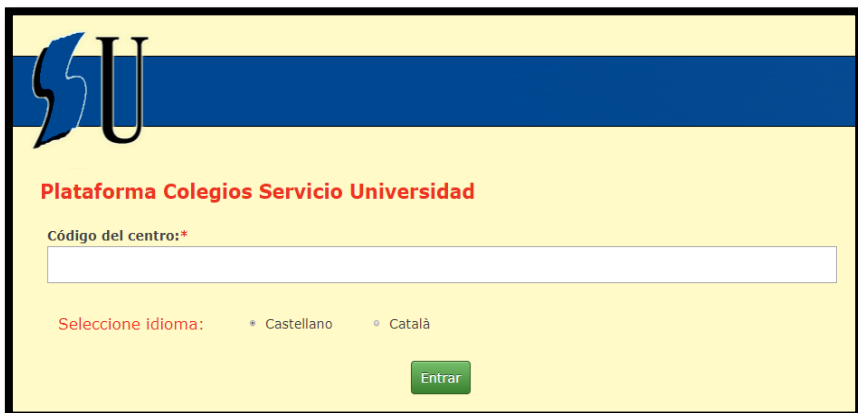 SU
Plataforma Colegios Servicio Universidad
Código del centro:*
Seleccione idioma: Castellano Català
Entrar